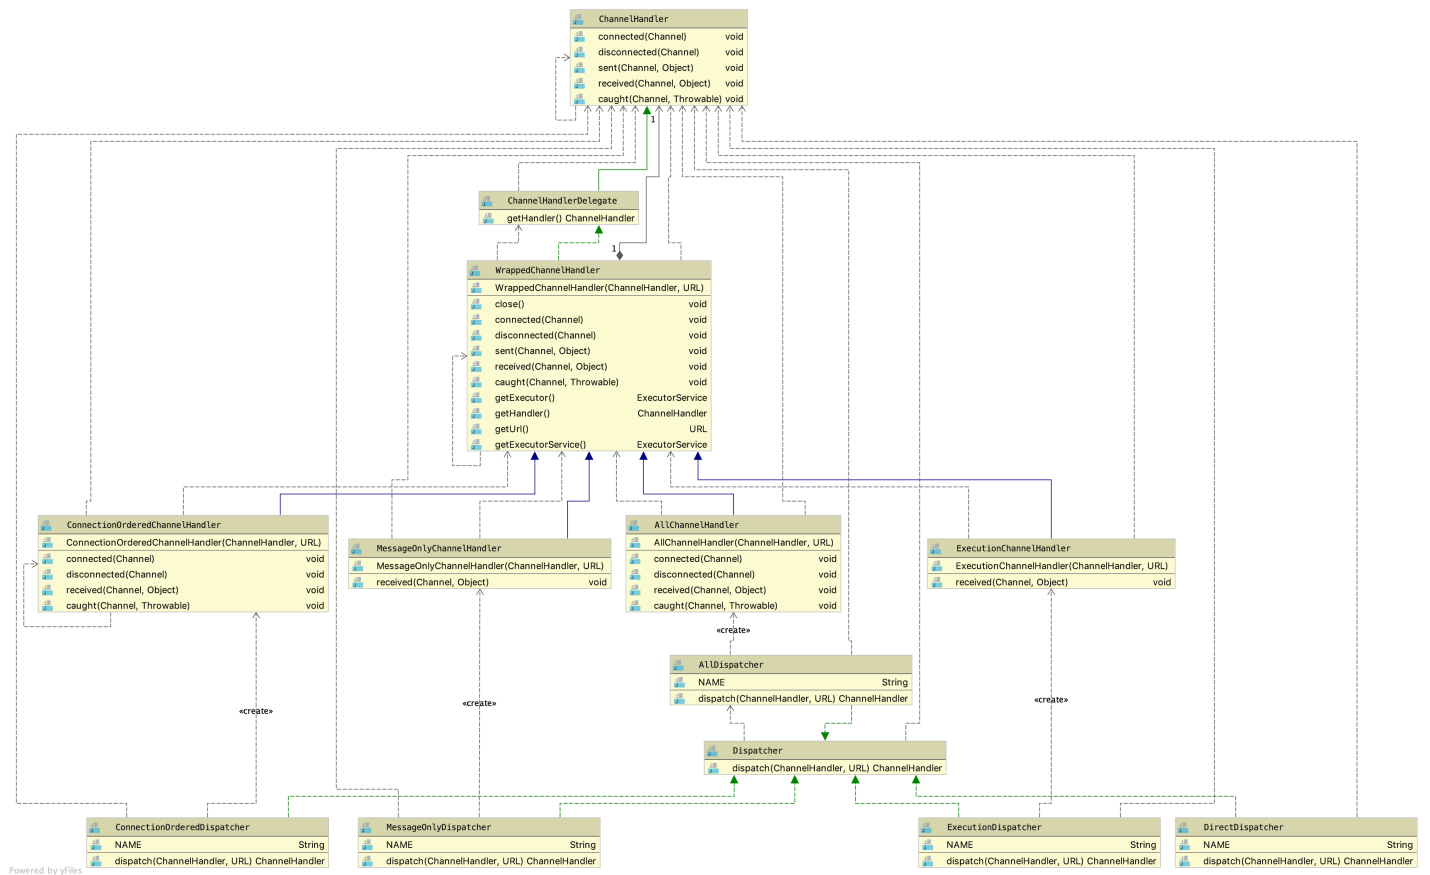 ChannelHandler
connected(Channel) void
disconnected(Channel) void
sent(Channel, Object) void
received(Channel, Object) void
caught(Channel, Throwable) void
1
ChannelHandlerDelegate
getHandler() ChannelHandler
1
WrappedChannelHandler
WrappedChannelHandler(ChannelHandler, URL)
close() void
connected(Channel) void
disconnected(Channel) void
sent(Channel, Object) void
received(Channel, Object) void
caught(Channel, Throwable) void
getExecutor() ExecutorService
getHandler() ChannelHandler
getUrl() URL
getExecutorService() ExecutorService
ConnectionOrderedChannelHandler
ConnectionOrderedChannelHandler(ChannelHandler, URL)
connected(Channel) void
disconnected(Channel) void
received(Channel, Object) void
caught(Channel, Throwable) void
MessageOnlyChannelHandler
MessageOnlyChannelHandler(ChannelHandler, URL)
received(Channel, Object) void
AllChannelHandler
AllChannelHandler(ChannelHandler, URL)
connected(Channel) void
disconnected(Channel) void
received(Channel, Object) void
caught(Channel, Throwable) void
ExecutionChannelHandler
ExecutionChannelHandler(ChannelHandler, URL)
received(Channel, Object) void
«create»
AllDispatcher
NAME String
dispatch(ChannelHandler, URL) ChannelHandler
«create»
«create»
«create»
Dispatcher
dispatch(ChannelHandler, URL) ChannelHandler
ConnectionOrderedDispatcher
NAME String
dispatch(ChannelHandler, URL) ChannelHandler
MessageOnlyDispatcher
NAME String
dispatch(ChannelHandler, URL) ChannelHandler
ExecutionDispatcher
NAME String
dispatch(ChannelHandler, URL) ChannelHandler
DirectDispatcher
NAME String
dispatch(ChannelHandler, URL) ChannelHandler
Powered by yFiles